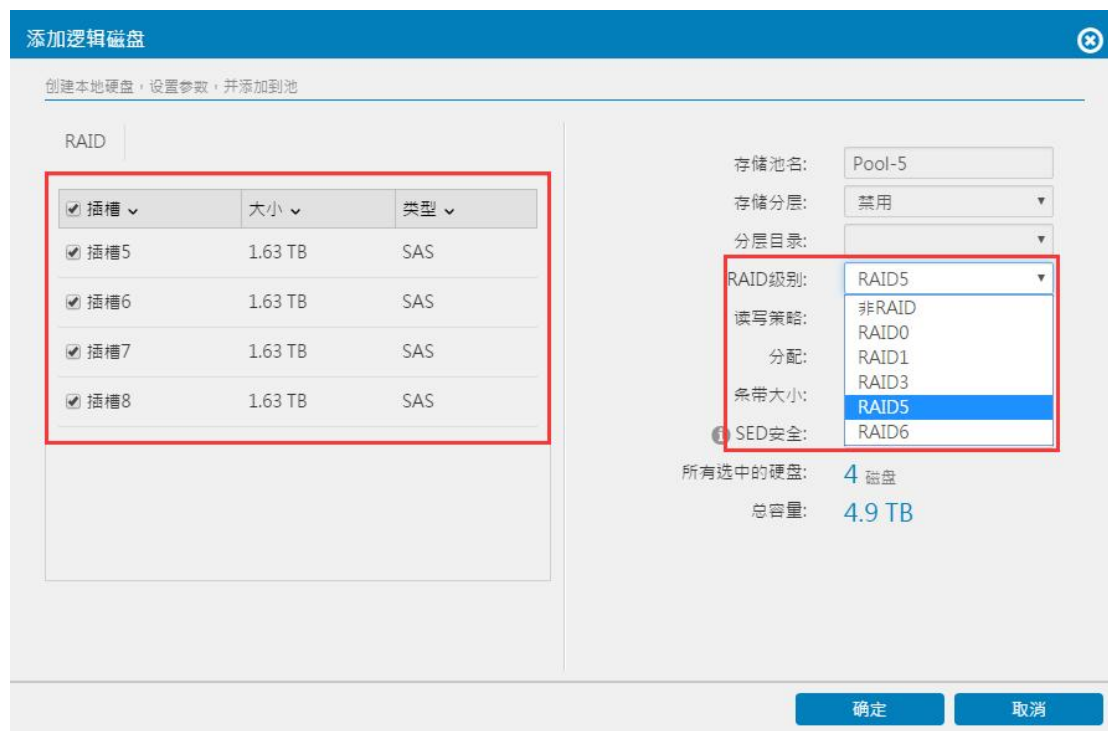 添加逻辑磁盘
创建本地硬盘，设置参数，并添加到池
RAID
插槽 大小 类型
插槽5 1.63 TB SAS
插槽6 1.63 TB SAS
插槽7 1.63 TB SAS
插槽8 1.63 TB SAS
存储池名: Pool-5
存储分层: 禁用
分层目录:
RAID级别: RAID5
读写策略:
分配:
条带大小:
SED安全:
非RAID
RAID0
RAID1
RAID3
RAID5
RAID6
所有选中的硬盘: 4 磁盘
总容量: 4.9 TB
确定 取消